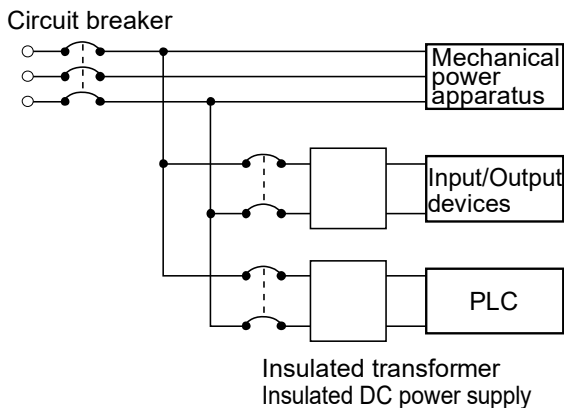 Circuit breaker
Mechanical
power
apparatus
Input/Output
devices
PLC
Insulated transformer
Insulated DC power supply